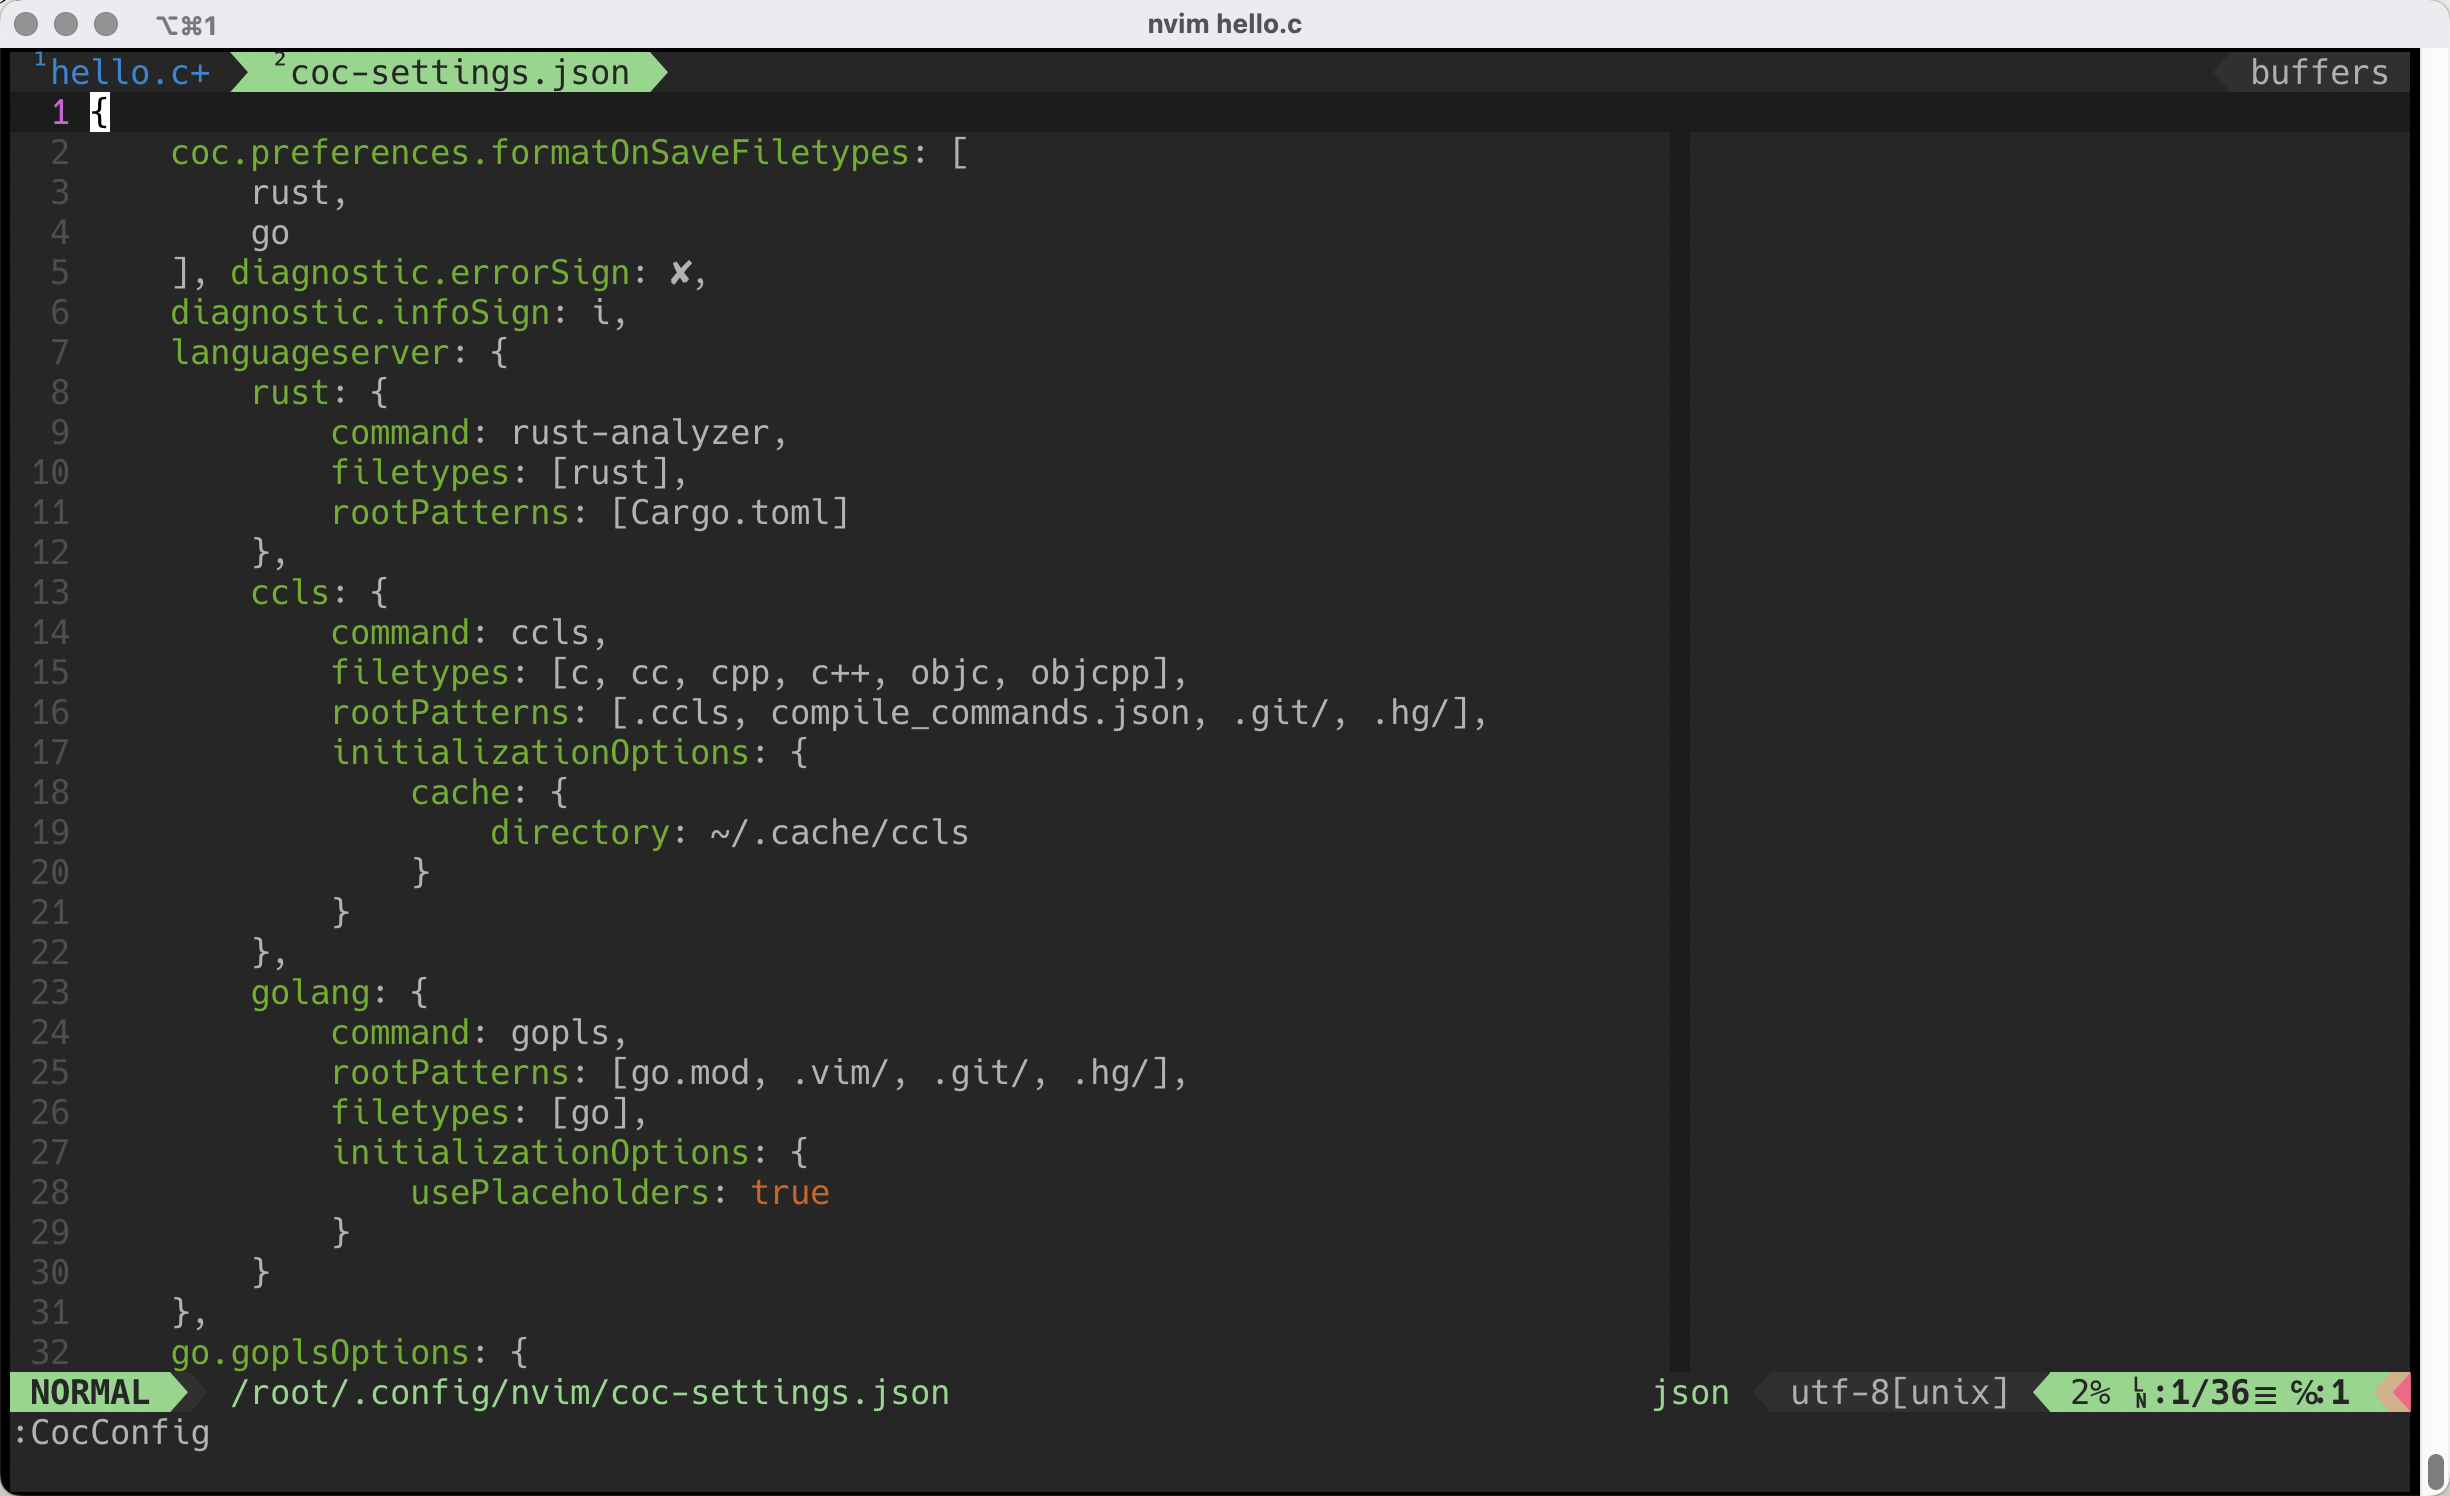 ⌥⌘1 nvim hello.c
1 hello.c+ 2 coc-settings.json buffers
1 {
2     coc.preferences.formatOnSaveFiletypes: [
3         rust,
4         go
5     ], diagnostic.errorSign: ✘,
6     diagnostic.infoSign: i,
7     languageserver: {
8         rust: {
9             command: rust-analyzer,
10             filetypes: [rust],
11             rootPatterns: [Cargo.toml]
12         },
13         ccls: {
14             command: ccls,
15             filetypes: [c, cc, cpp, c++, objc, objcpp],
16             rootPatterns: [.ccls, compile_commands.json, .git/, .hg/],
17             initializationOptions: {
18                 cache: {
19                     directory: ~/.cache/ccls
20                 }
21             }
22         },
23         golang: {
24             command: gopls,
25             rootPatterns: [go.mod, .vim/, .git/, .hg/],
26             filetypes: [go],
27             initializationOptions: {
28                 usePlaceholders: true
29             }
30         }
31     },
32     go.goplsOptions: {
NORMAL /root/.config/nvim/coc-settings.json json utf-8[unix] 2% ␤:1/36≡ ℅:1
:CocConfig